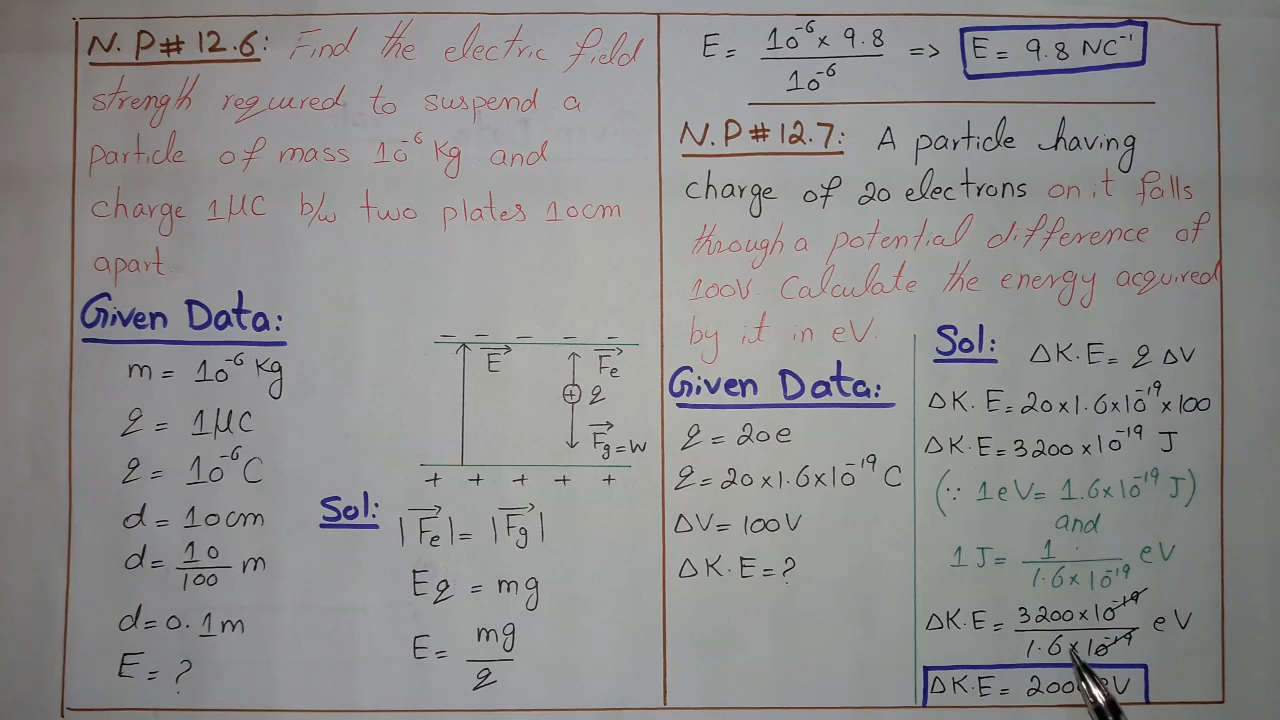 N.P# 12.6: Find the electric field
strength required to suspend a
particle of mass 10⁻⁶ Kg and
charge 1μC b/w two plates 10cm
apart.
Given Data:
m = 10⁻⁶ Kg
q = 1μC
q = 10⁻⁶ C
d = 10cm
d = 10/100 m
d = 0.1m
E = ?
− − − − −
E→ Fe→
q
Fg→ = W
+ + + + +
Sol:
|Fe→| = |Fg→|
Eq = mg
E = mg/q
E = 10⁻⁶ × 9.8 / 10⁻⁶ => E = 9.8 NC⁻¹
N.P# 12.7: A particle having
charge of 20 electrons on it falls
through a potential difference of
100V. Calculate the energy acquired
by it in eV.
Given Data:
q = 20e
q = 20×1.6×10⁻¹⁹ C
ΔV = 100V
ΔK.E = ?
Sol: ΔK.E = q ΔV
ΔK.E = 20×1.6×10⁻¹⁹×100
ΔK.E = 3200×10⁻¹⁹ J
(∵ 1eV = 1.6×10⁻¹⁹ J)
and
1J = 1/1.6×10⁻¹⁹ eV
ΔK.E = 3200×10⁻¹⁹/1.6×10⁻¹⁹ eV
ΔK.E =